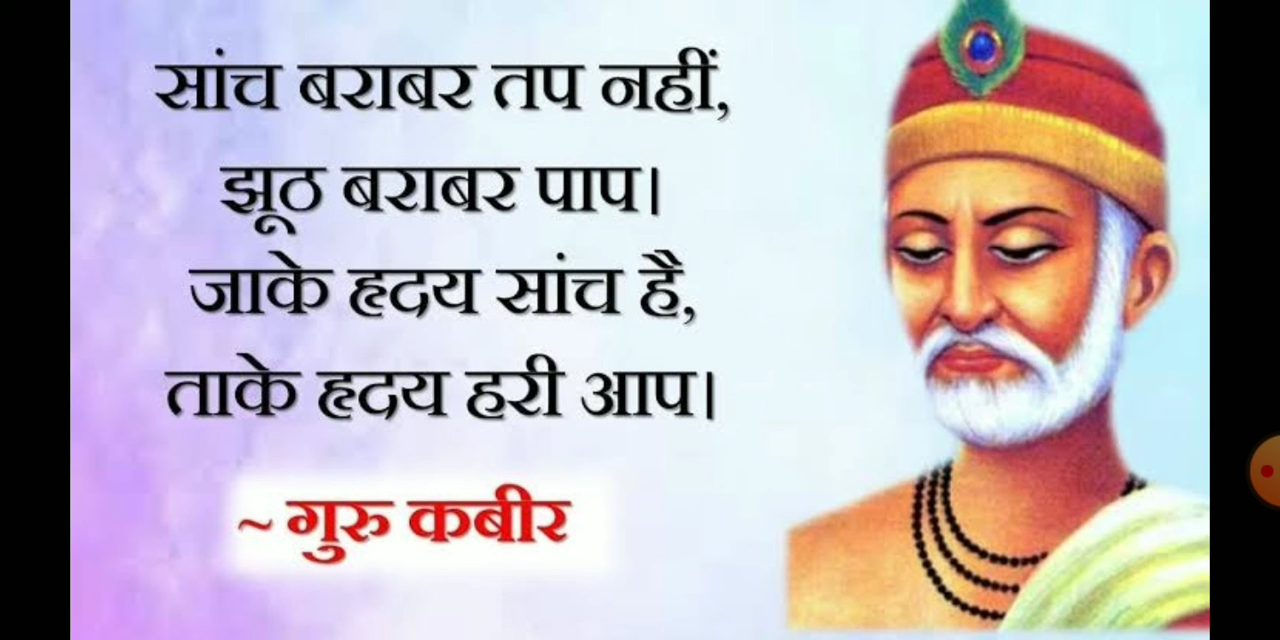 सांच बराबर तप नहीं,
झूठ बराबर पाप।
जाके हृदय सांच है,
ताके हृदय हरी आप।
~ गुरु कबीर